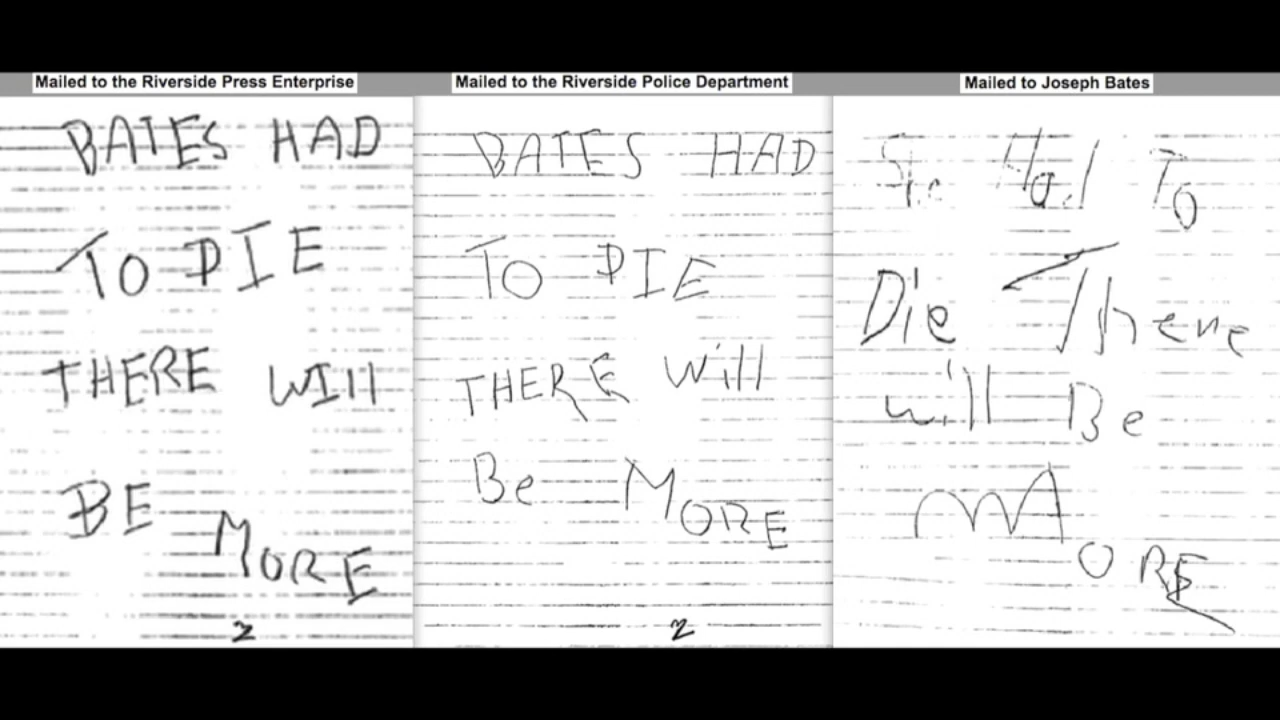 Mailed to the Riverside Press Enterprise
BATES HAD
TO DIE
THERE WIll
BE
MORE
2
Mailed to the Riverside Police Department
BATES HAD
TO DIE
THERE Will
Be MORE
2
Mailed to Joseph Bates
She Had To
Die There
will Be
MORE